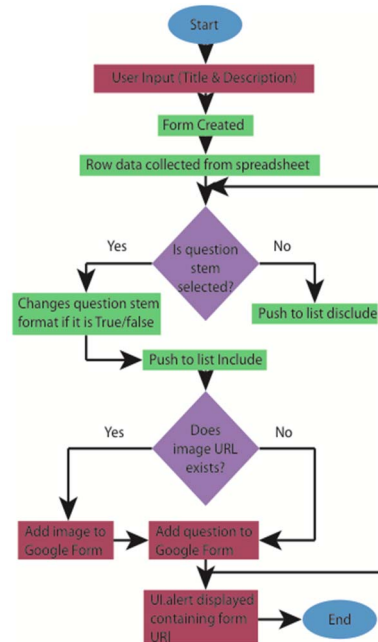 Start
User Input (Title & Description)
Form Created
Row data collected from spreadsheet
Yes
Is question
stem
selected?
No
Changes question stem
format if it is True/false
Push to list disclude
Push to list Include
Yes
Does
image URL
exists?
No
Add image to
Google Form
Add question to
Google Form
UI.alert displayed
containing form
URL
End